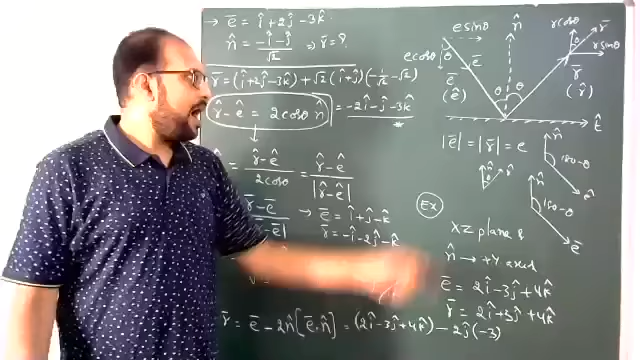 → ē = î + 2ĵ - 3k̂
n̂ = (-î - ĵ)/√2 ⇒ r̄ = ?
r̄ = (î + 2ĵ - 3k̂) + √2 (î + ĵ)(-1/√2 - √2)
r̂ - ê = 2cosθ n̂
= -2î - ĵ - 3k̂
= (r̂ - ê)/(2cosθ) = (r̂ - ê)/|r̂ - ê|
→ ē = î + ĵ - k̂
r̄ = -î - 2ĵ - k̂
r̄ = ē - 2n̂[ē.n̂] = (2î - 3ĵ + 4k̂) - 2ĵ(-3)
e sinθ
n̂
r cosθ
r̄
r sinθ
e cosθ
θ
ē
ē
(ê)
θ
θ
r̄
(r̂)
t̂
|ē| = |r̄| = e
n̂
r̂
n̂
180-θ
ê
n̂
180-θ
ē
Ex
XZ plane &
n̂ → +Y axis
ē = 2î - 3ĵ + 4k̂
r̄ = 2î + 3ĵ + 4k̂